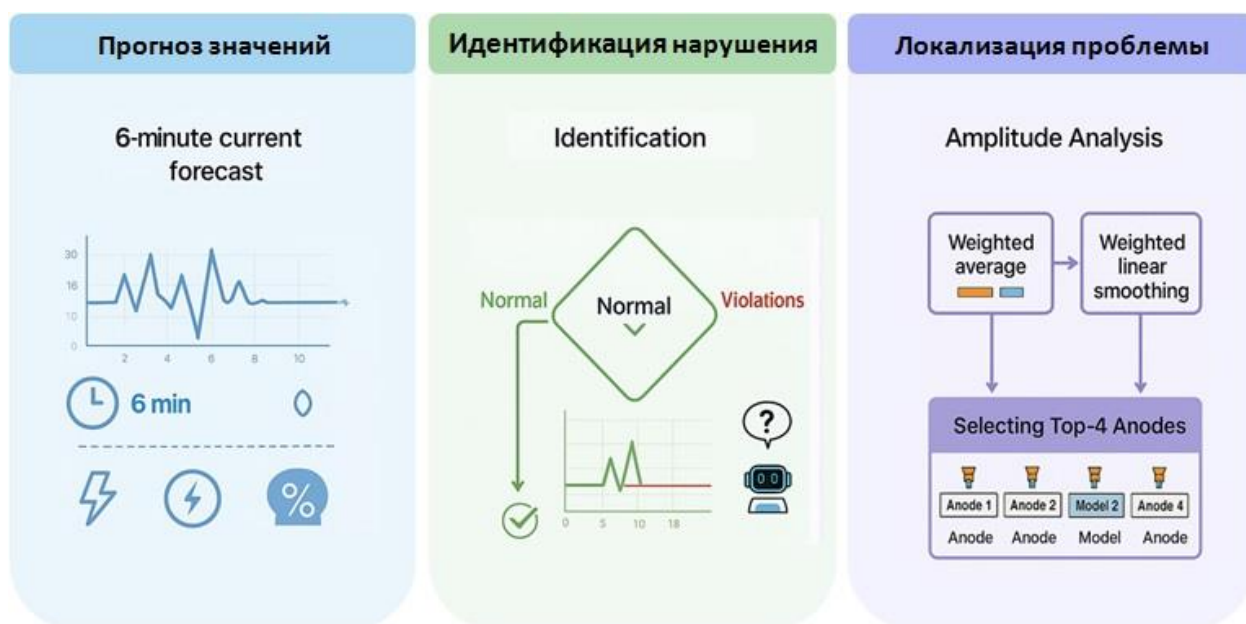 Прогноз значений
6-minute current
forecast
30
16
10
0
2 4 6 8 10
6 min
%
Идентификация нарушения
Identification
Normal
Normal
Violations
?
0 5 10 18
Локализация проблемы
Amplitude Analysis
Weighted
average
Weighted
linear
smoothing
Selecting Top-4 Anodes
Anode 1 Anode 2 Model 2 Anode 4
Anode Anode Model Anode